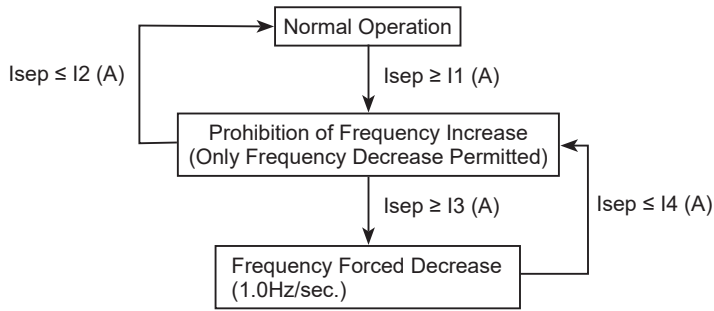 Normal Operation
Isep ≤ I2 (A)
Isep ≥ I1 (A)
Prohibition of Frequency Increase
(Only Frequency Decrease Permitted)
Isep ≥ I3 (A)
Isep ≤ I4 (A)
Frequency Forced Decrease
(1.0Hz/sec.)